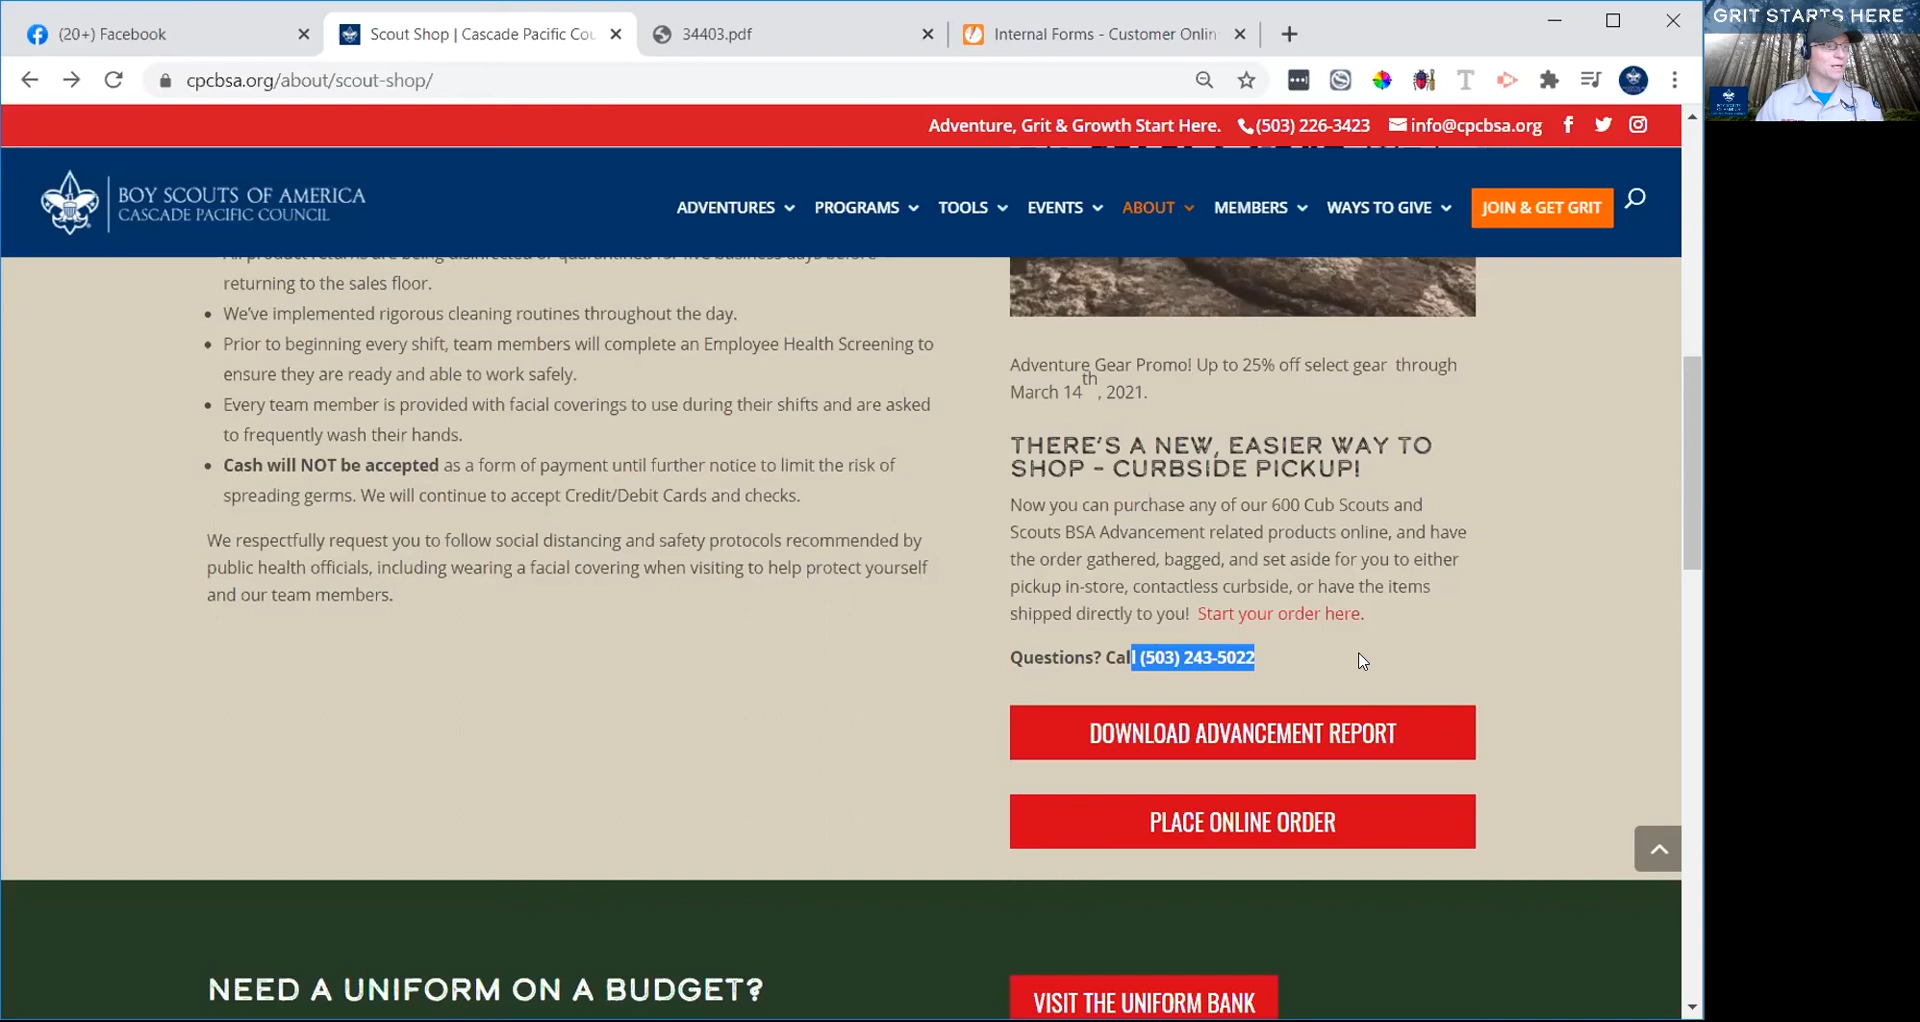 (20+) Facebook
Scout Shop | Cascade Pacific Cou
34403.pdf
Internal Forms - Customer Onlin
cpcbsa.org/about/scout-shop/
GRIT STARTS HERE
Adventure, Grit & Growth Start Here.
(503) 226-3423
info@cpcbsa.org
BOY SCOUTS OF AMERICA
CASCADE PACIFIC COUNCIL
ADVENTURES
PROGRAMS
TOOLS
EVENTS
ABOUT
MEMBERS
WAYS TO GIVE
JOIN & GET GRIT
All product returns are being disinfected or quarantined for five business days before
returning to the sales floor.
• We've implemented rigorous cleaning routines throughout the day.
• Prior to beginning every shift, team members will complete an Employee Health Screening to
ensure they are ready and able to work safely.
• Every team member is provided with facial coverings to use during their shifts and are asked
to frequently wash their hands.
• Cash will NOT be accepted as a form of payment until further notice to limit the risk of
spreading germs. We will continue to accept Credit/Debit Cards and checks.
We respectfully request you to follow social distancing and safety protocols recommended by
public health officials, including wearing a facial covering when visiting to help protect yourself
and our team members.
Adventure Gear Promo! Up to 25% off select gear through
March 14th, 2021.
THERE'S A NEW, EASIER WAY TO
SHOP – CURBSIDE PICKUP!
Now you can purchase any of our 600 Cub Scouts and
Scouts BSA Advancement related products online, and have
the order gathered, bagged, and set aside for you to either
pickup in-store, contactless curbside, or have the items
shipped directly to you! Start your order here.
Questions? Call (503) 243-5022
DOWNLOAD ADVANCEMENT REPORT
PLACE ONLINE ORDER
NEED A UNIFORM ON A BUDGET?
VISIT THE UNIFORM BANK